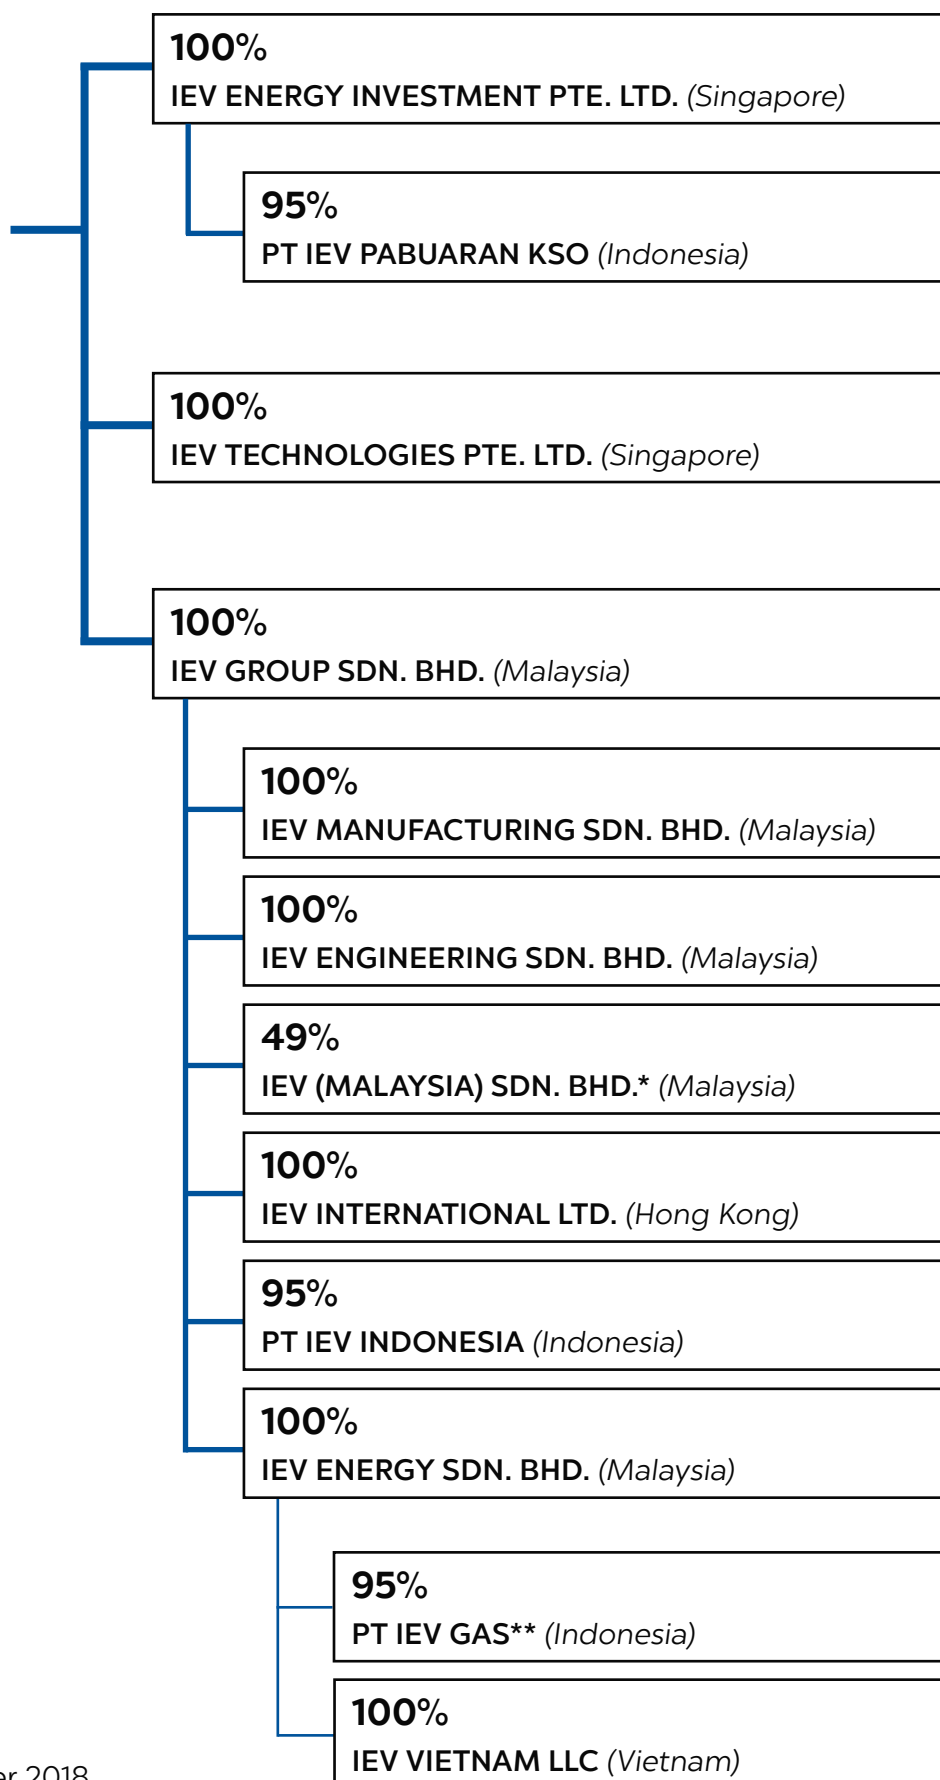 100%
IEV ENERGY INVESTMENT PTE. LTD. (Singapore)
95%
PT IEV PABUARAN KSO (Indonesia)
100%
IEV TECHNOLOGIES PTE. LTD. (Singapore)
100%
IEV GROUP SDN. BHD. (Malaysia)
100%
IEV MANUFACTURING SDN. BHD. (Malaysia)
100%
IEV ENGINEERING SDN. BHD. (Malaysia)
49%
IEV (MALAYSIA) SDN. BHD.* (Malaysia)
100%
IEV INTERNATIONAL LTD. (Hong Kong)
95%
PT IEV INDONESIA (Indonesia)
100%
IEV ENERGY SDN. BHD. (Malaysia)
95%
PT IEV GAS** (Indonesia)
100%
IEV VIETNAM LLC (Vietnam)
2018